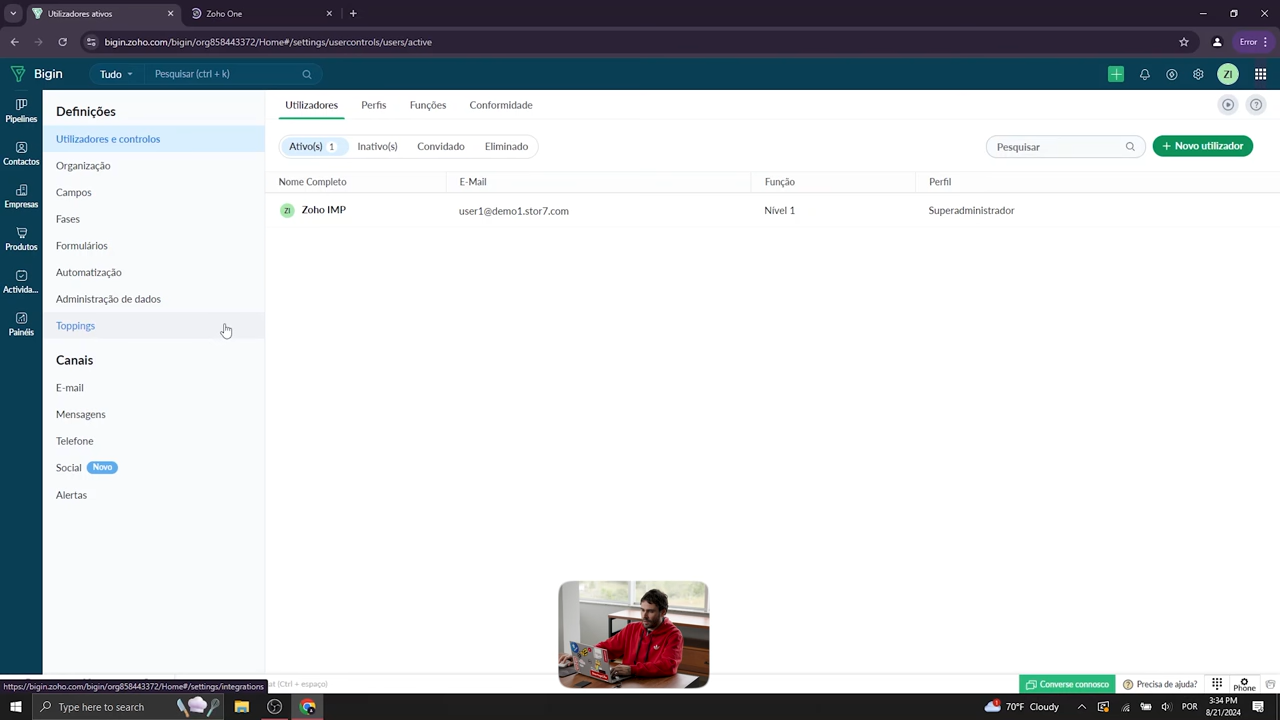 Utilizadores ativos
Zoho One
bigin.zoho.com/bigin/org858443372/Home#/settings/usercontrols/users/active
Error
Bigin
Tudo
Pesquisar (ctrl + k)
ZI
Pipelines
Contactos
Empresas
Produtos
Activida...
Painéis
Definições
Utilizadores e controlos
Organização
Campos
Fases
Formulários
Automatização
Administração de dados
Toppings
Canais
E-mail
Mensagens
Telefone
Social Novo
Alertas
Utilizadores Perfis Funções Conformidade
Ativo(s) 1 Inativo(s) Convidado Eliminado
Pesquisar
+ Novo utilizador
Nome Completo E-Mail Função Perfil
ZI Zoho IMP user1@demo1.stor7.com Nível 1 Superadministrador
https://bigin.zoho.com/bigin/org858443372/Home#/settings/integrations
at (Ctrl + espaço)
Converse connosco
Precisa de ajuda?
Phone
Type here to search
70°F Cloudy
POR
3:34 PM
8/21/2024